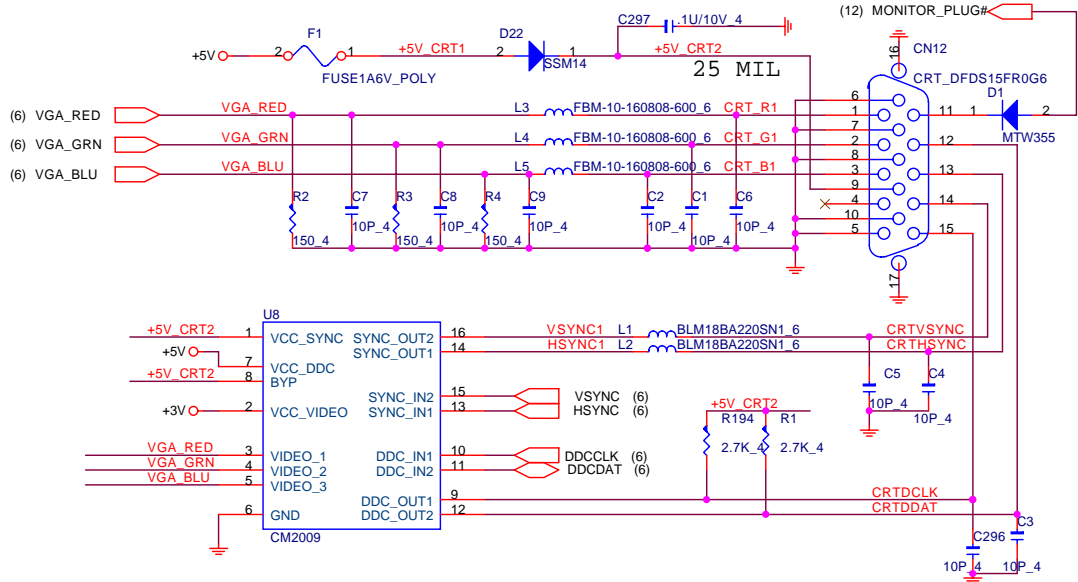 (12) MONITOR_PLUG#
C297 .1U/10V_4
F1
D22
CN12
16
+5V 2 1 +5V_CRT1 2 1 +5V_CRT2
SSM14
FUSE1A6V_POLY
25 MIL
CRT_DFDS15FR0G6
D1
(6) VGA_RED VGA_RED L3 FBM-10-160808-600_6 CRT_R1
6
1
11
1 2
MTW355
7
(6) VGA_GRN VGA_GRN L4 FBM-10-160808-600_6 CRT_G1
2
12
8
(6) VGA_BLU VGA_BLU L5 FBM-10-160808-600_6 CRT_B1
3
13
9
4
14
10
5
15
17
R2 C7 R3 C8 R4 C9 C2 C1 C6
10P_4 10P_4 10P_4 10P_4 10P_4
150_4 150_4 150_4 10P_4
U8
+5V_CRT2 1 VCC_SYNC SYNC_OUT2 16 VSYNC1 L1 BLM18BA220SN1_6 CRTVSYNC
SYNC_OUT1 14 HSYNC1 L2 BLM18BA220SN1_6 CRTHSYNC
+5V 7 VCC_DDC
+5V_CRT2 8 BYP
C5 C4
10P_4 10P_4
SYNC_IN2 15 VSYNC (6)
+3V 2 VCC_VIDEO SYNC_IN1 13 HSYNC (6)
+5V_CRT2
R194 R1
2.7K_4 2.7K_4
VGA_RED 3 VIDEO_1 DDC_IN1 10 DDCCLK (6)
VGA_GRN 4 VIDEO_2 DDC_IN2 11 DDCDAT (6)
VGA_BLU 5 VIDEO_3
DDC_OUT1 9 CRTDCLK
6 GND DDC_OUT2 12 CRTDDAT
CM2009
C296 C3
10P_4 10P_4